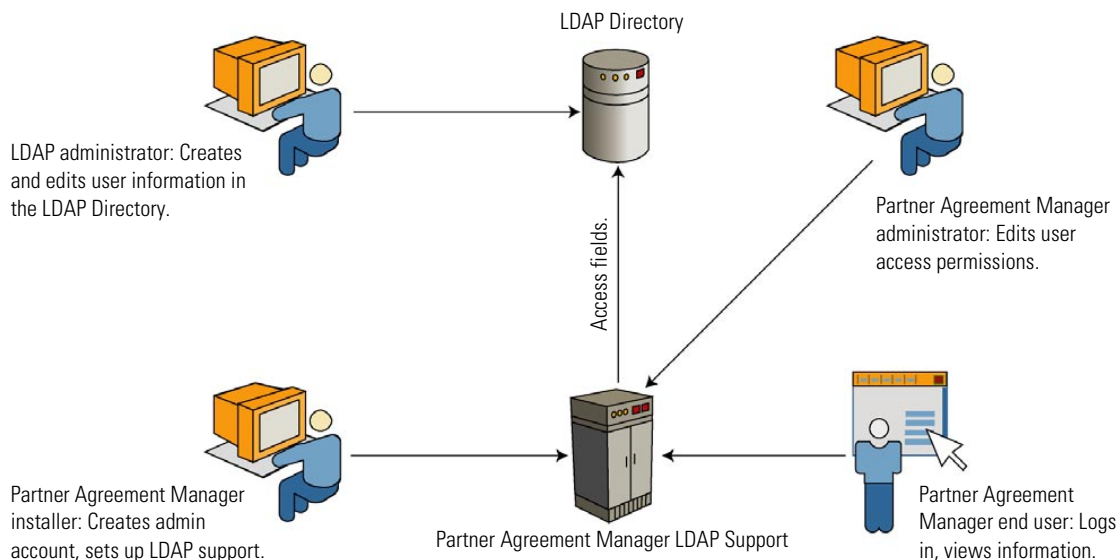 LDAP Directory
LDAP administrator: Creates
and edits user information in
the LDAP Directory.
Partner Agreement Manager
administrator: Edits user
access permissions.
Access fields.
Partner Agreement Manager
installer: Creates admin
account, sets up LDAP support.
Partner Agreement Manager LDAP Support
Partner Agreement
Manager end user: Logs
in, views information.